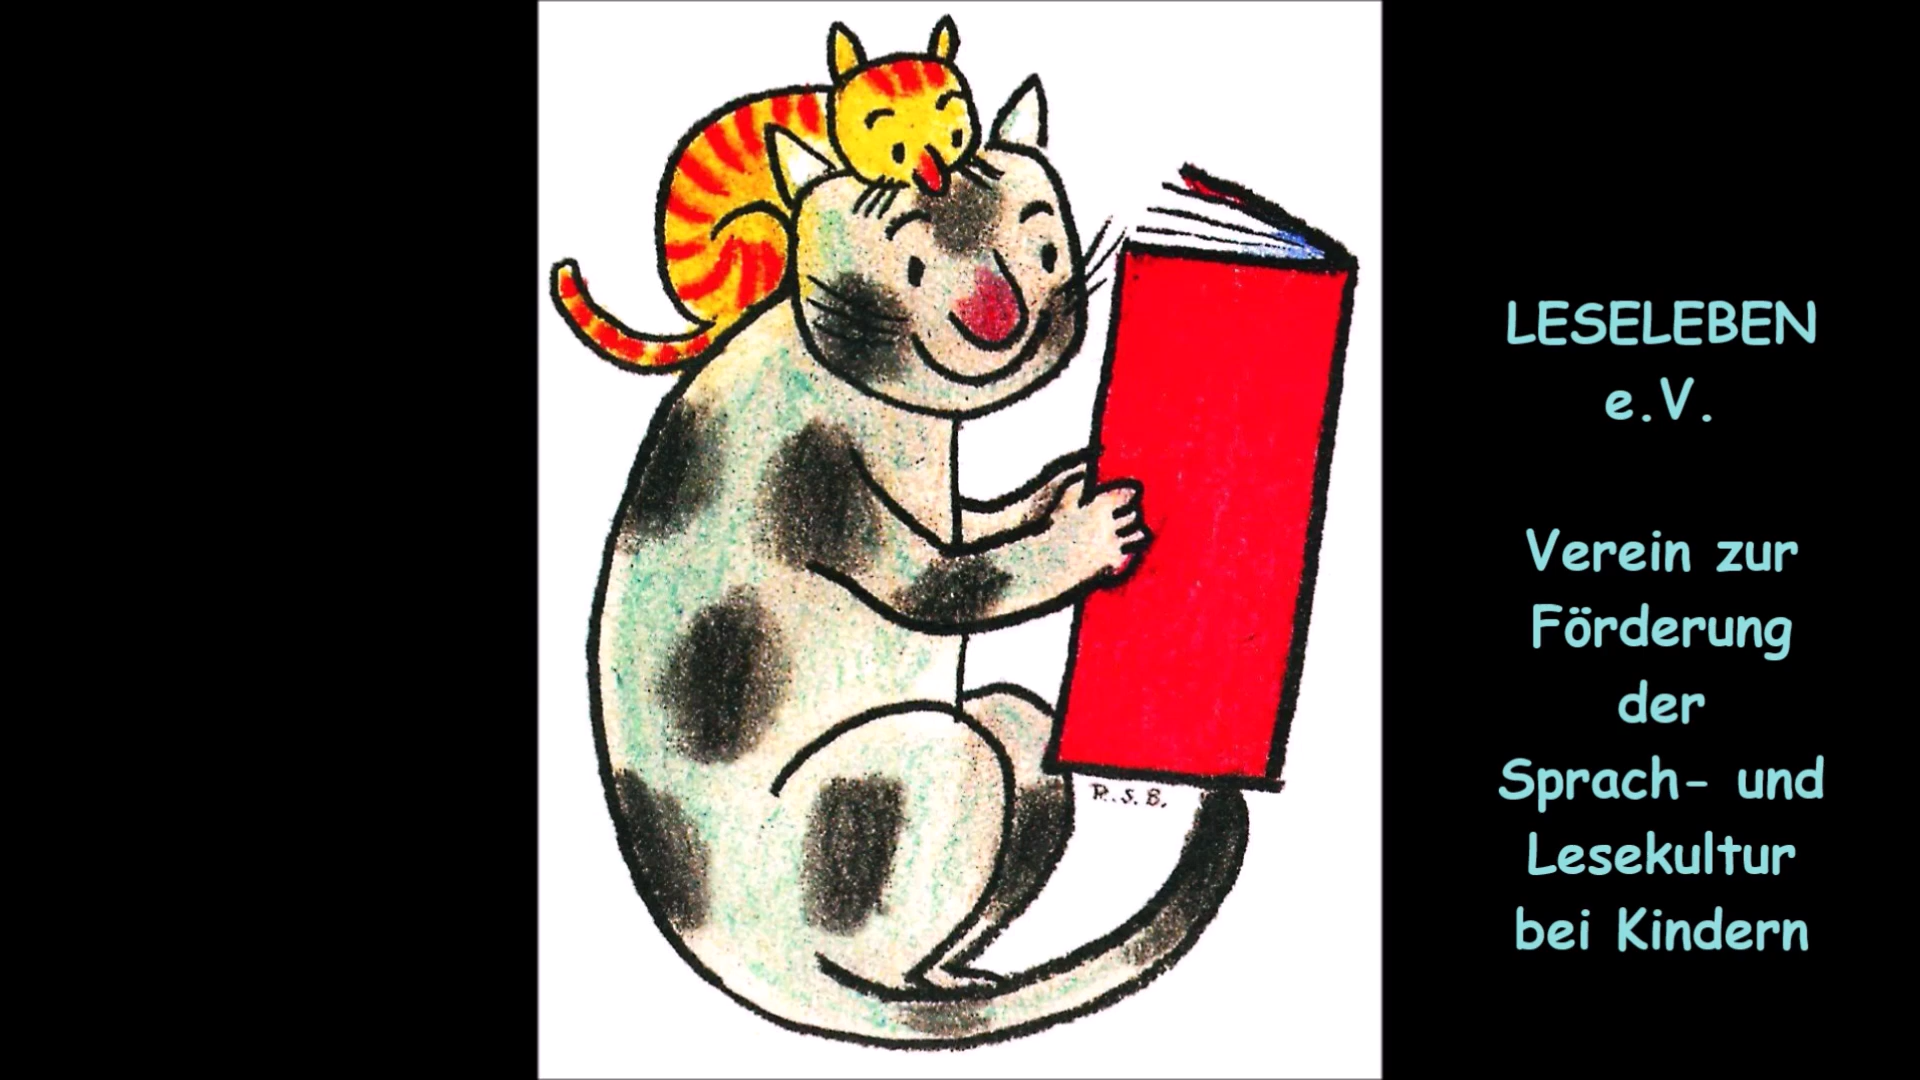 LESELEBEN
e.V.
Verein zur
Förderung
der
Sprach- und
Lesekultur
bei Kindern
R.S.B.